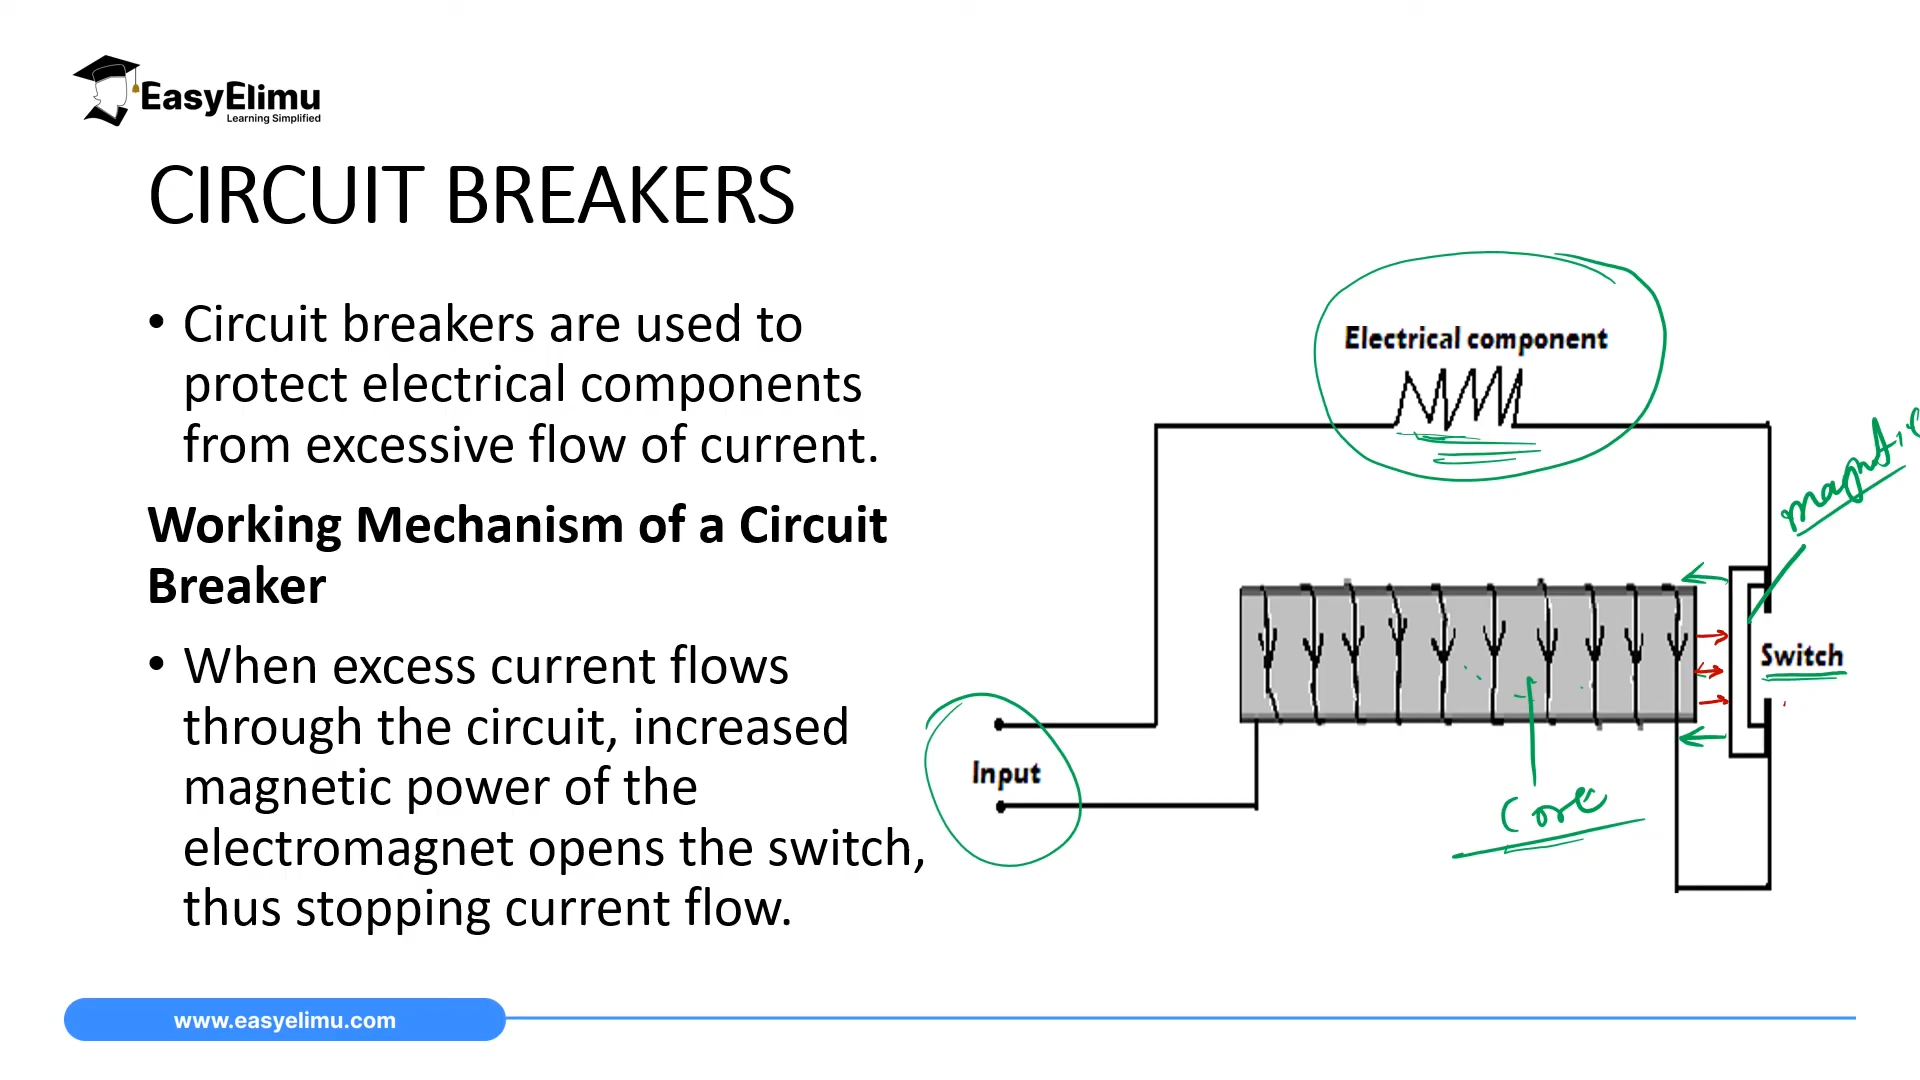 EasyElimu
Learning Simplified
CIRCUIT BREAKERS
• Circuit breakers are used to
protect electrical components
from excessive flow of current.
Working Mechanism of a Circuit
Breaker
• When excess current flows
through the circuit, increased
magnetic power of the
electromagnet opens the switch,
thus stopping current flow.
Electrical component
magnetic
Switch
Input
Core
www.easyelimu.com